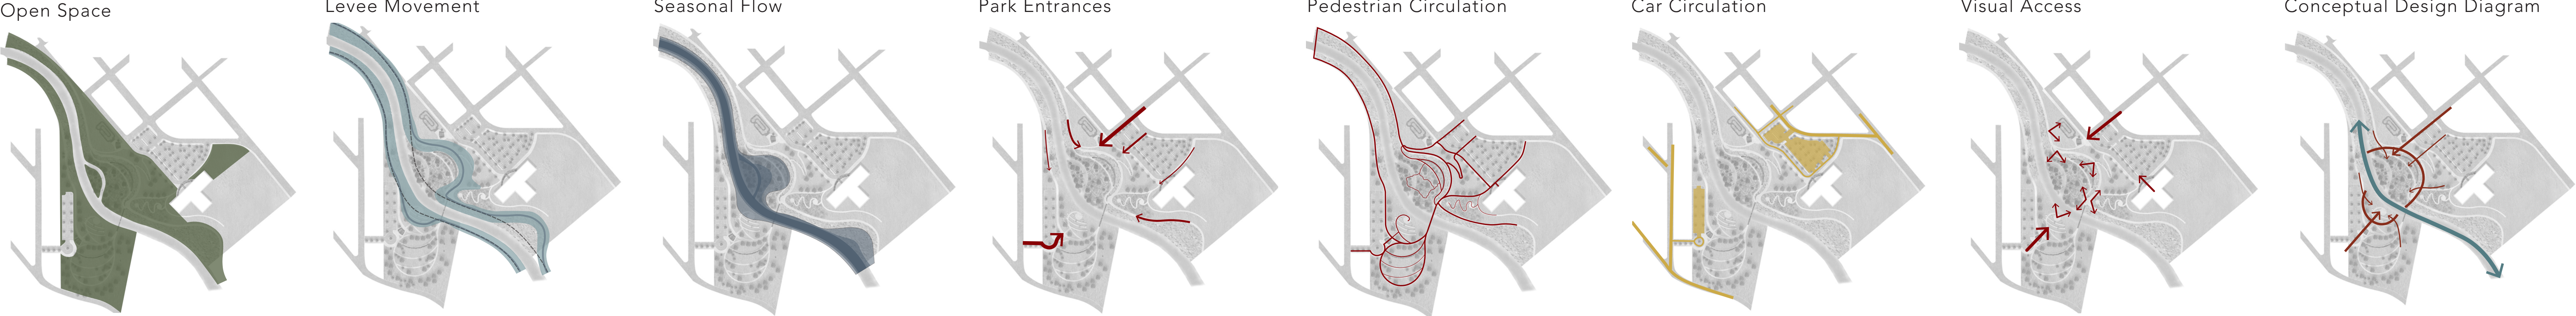 Open Space
Levee Movement
Seasonal Flow
Park Entrances
Pedestrian Circulation
Car Circulation
Visual Access
Conceptual Design Diagram